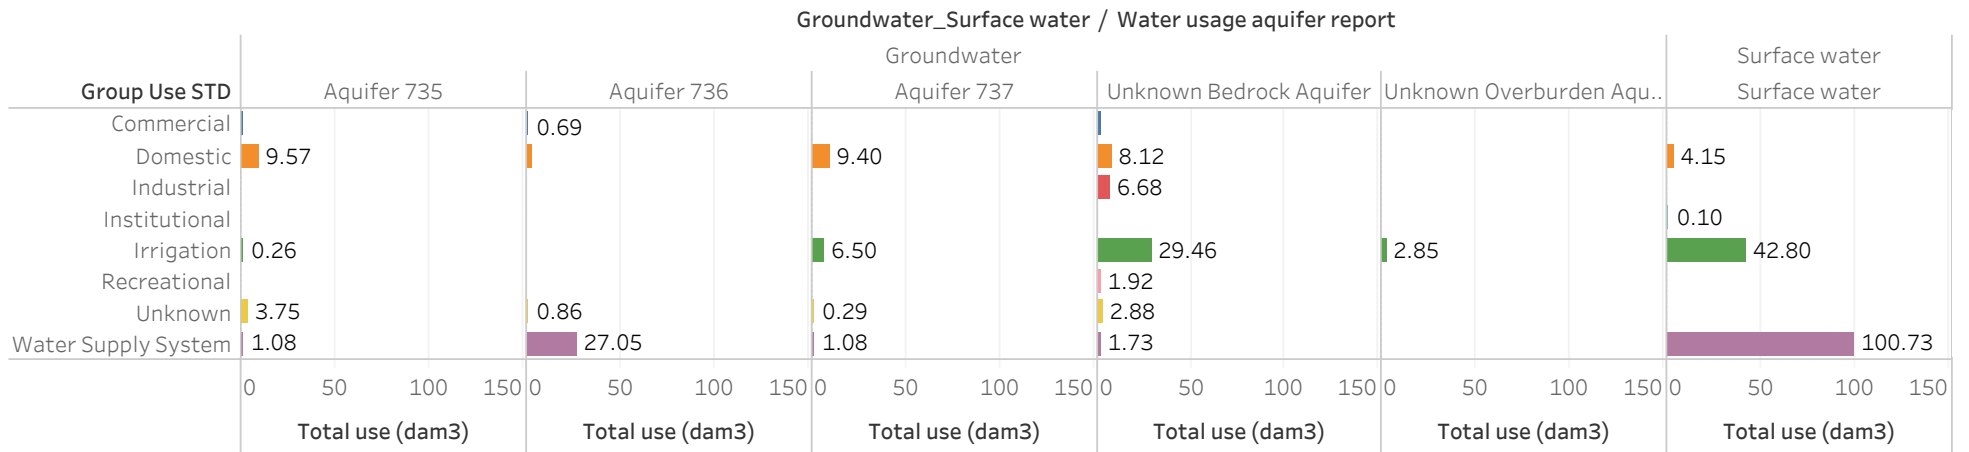 Groundwater_Surface water / Water usage aquifer report
Groundwater Surface water
Group Use STD Aquifer 735 Aquifer 736 Aquifer 737 Unknown Bedrock Aquifer Unknown Overburden Aqu.. Surface water
Commercial 0.69
Domestic 9.57 9.40 8.12 4.15
Industrial 6.68
Institutional 0.10
Irrigation 0.26 6.50 29.46 2.85 42.80
Recreational 1.92
Unknown 3.75 0.86 0.29 2.88
Water Supply System 1.08 27.05 1.08 1.73 100.73
0 50 100 150 0 50 100 150 0 50 100 150 0 50 100 150 0 50 100 150 0 50 100 150
Total use (dam3) Total use (dam3) Total use (dam3) Total use (dam3) Total use (dam3) Total use (dam3)